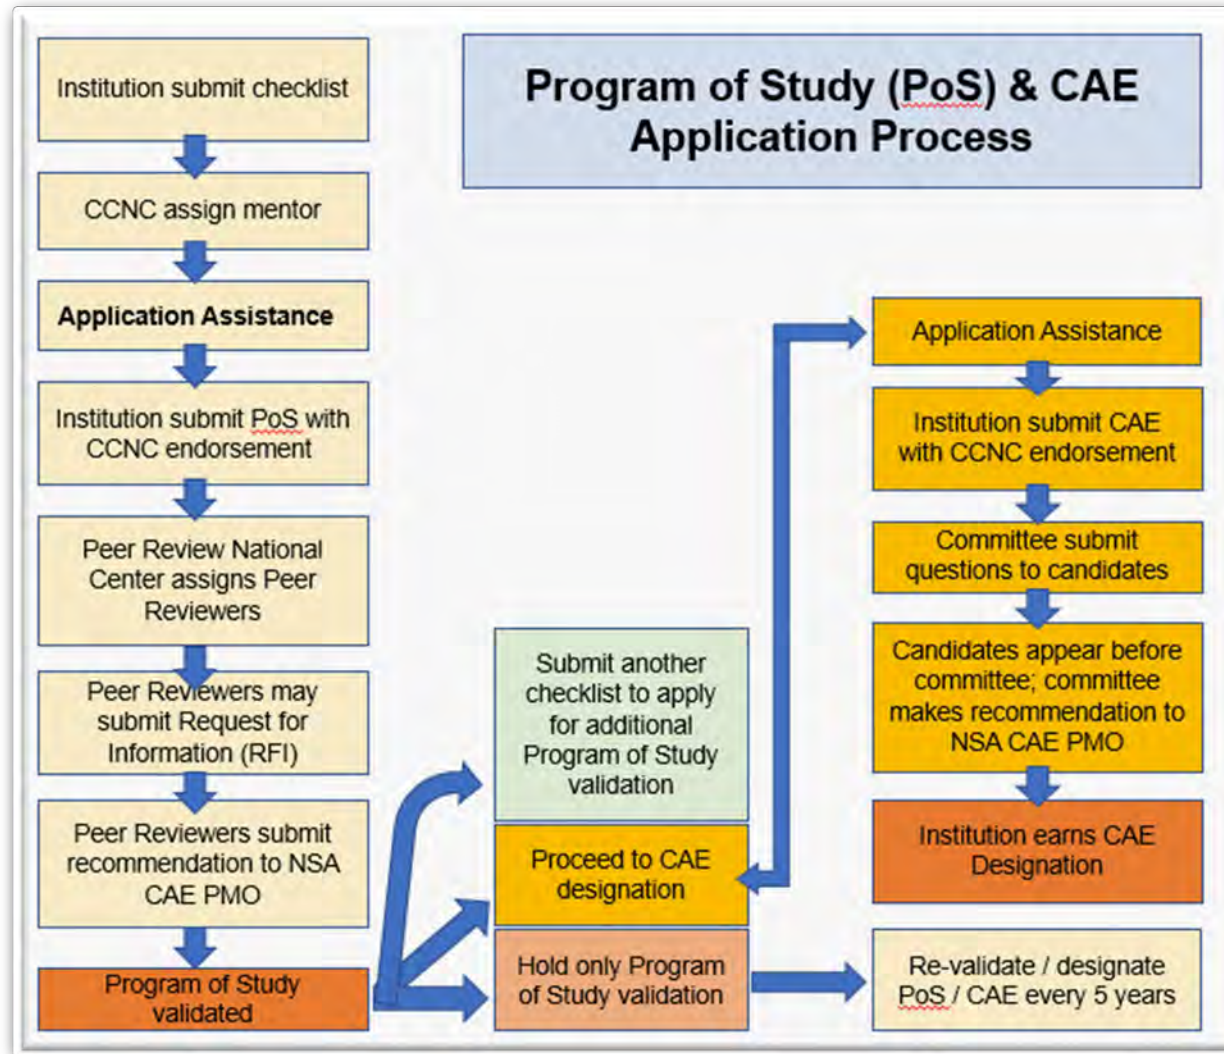 Program of Study (PoS) & CAE
Application Process
Institution submit checklist
CCNC assign mentor
Application Assistance
Institution submit PoS with
CCNC endorsement
Peer Review National
Center assigns Peer
Reviewers
Peer Reviewers may
submit Request for
Information (RFI)
Peer Reviewers submit
recommendation to NSA
CAE PMO
Program of Study
validated
Submit another
checklist to apply
for additional
Program of Study
validation
Proceed to CAE
designation
Hold only Program
of Study validation
Application Assistance
Institution submit CAE
with CCNC endorsement
Committee submit
questions to candidates
Candidates appear before
committee; committee
makes recommendation to
NSA CAE PMO
Institution earns CAE
Designation
Re-validate / designate
PoS / CAE every 5 years